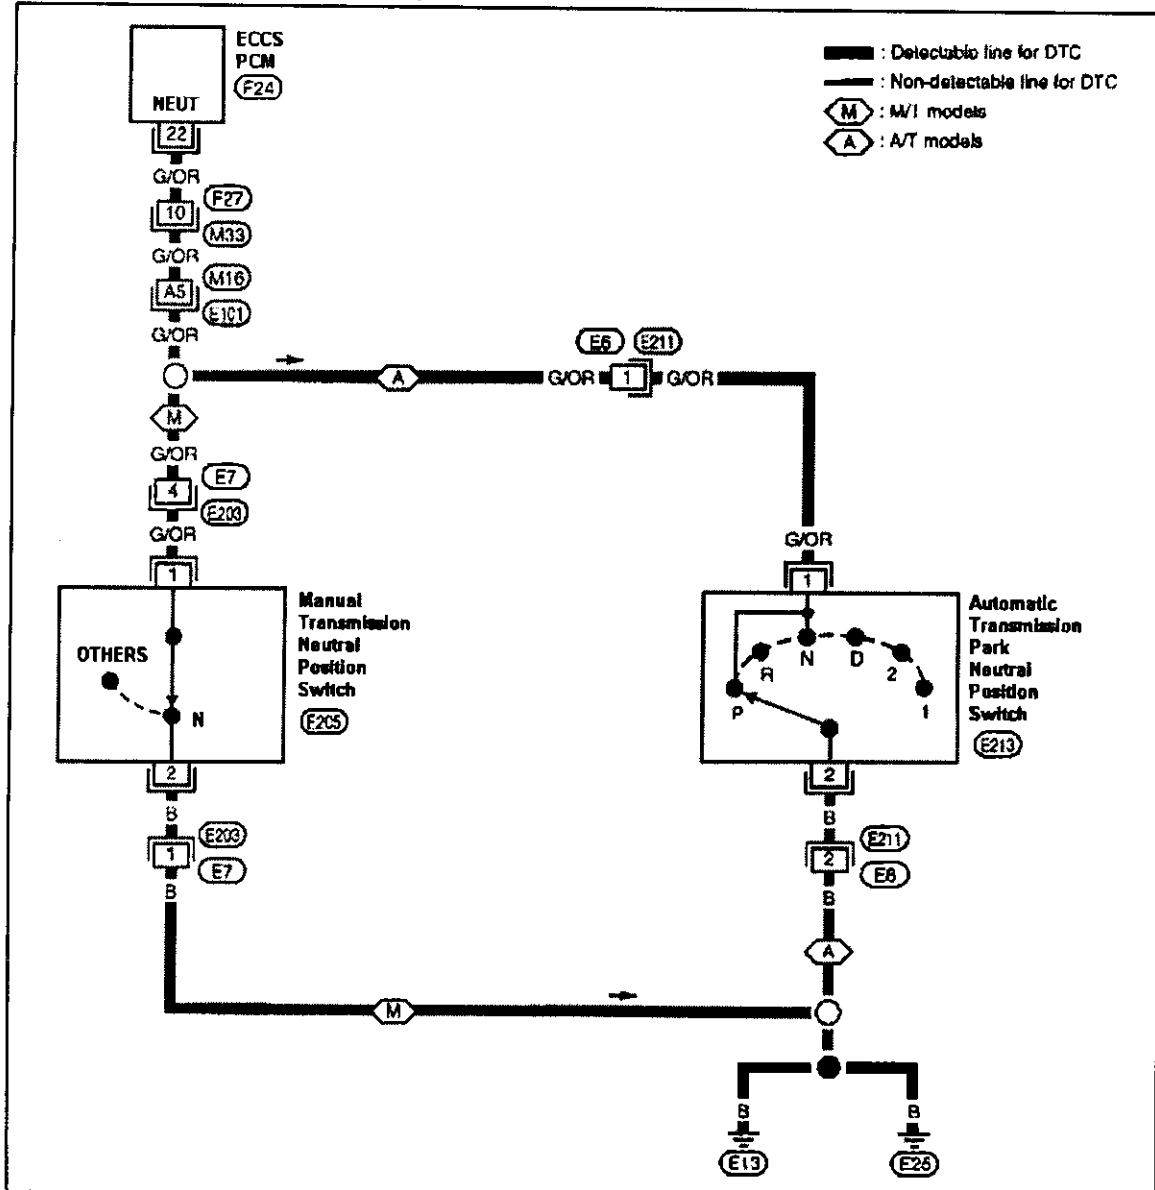 ECCS
PCM
F24
NEUT
22
: Detectable line for DTC
: Non-detectable line for DTC
M : M/T models
A : A/T models
G/OR
F27
10
M33
G/OR
M16
A5
E101
G/OR
E6 E211
A G/OR 1 G/OR
M
G/OR
E7
4
E203
G/OR
G/OR
1
1
Manual
Transmission
Neutral
Position
Switch
OTHERS
N
Automatic
Transmission
Park
Neutral
Position
Switch
E213
P R N D 2 1
2
2
B
B
E203
1
E7
B
E211
2
E6
B
A
M
B B
E13 E25